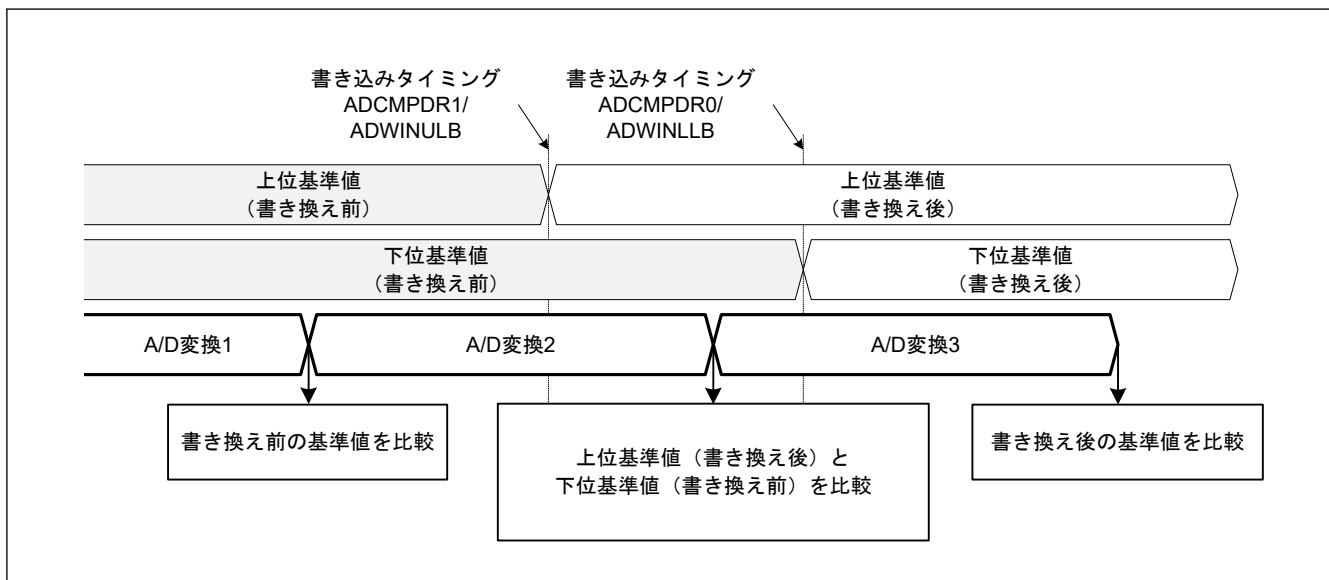 書き込みタイミング
ADCMPDR1/
ADWINULB
書き込みタイミング
ADCMPDR0/
ADWINLLB
上位基準値
（書き換え前）
上位基準値
（書き換え後）
下位基準値
（書き換え前）
下位基準値
（書き換え後）
A/D変換1
A/D変換2
A/D変換3
書き換え前の基準値を比較
上位基準値（書き換え後）と
下位基準値（書き換え前）を比較
書き換え後の基準値を比較